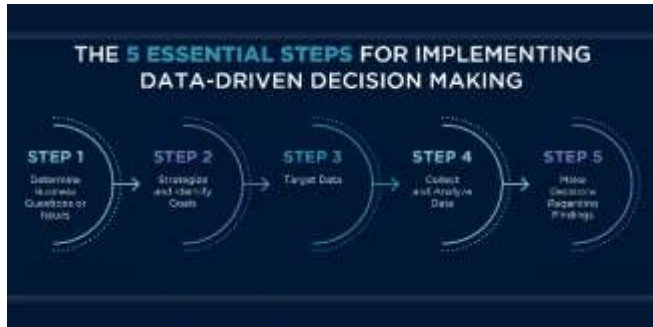 THE 5 ESSENTIAL STEPS FOR IMPLEMENTING
DATA-DRIVEN DECISION MAKING
STEP 1
Determine
Business
Questions or
Issues
STEP 2
Strategize
and Identify
Goals
STEP 3
Target Data
STEP 4
Collect
and Analyze
Data
STEP 5
Make
Decisions
Regarding
Findings